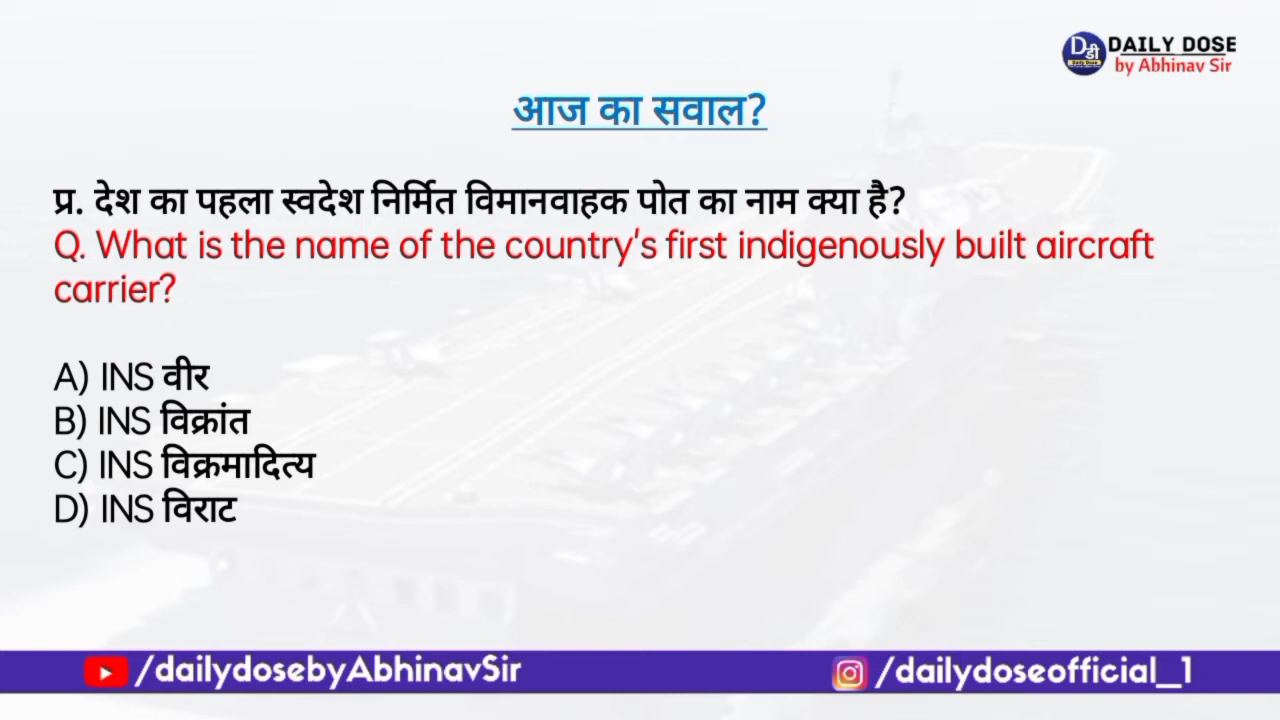 DAILY DOSE
by Abhinav Sir
आज का सवाल?
प्र. देश का पहला स्वदेश निर्मित विमानवाहक पोत का नाम क्या है?
Q. What is the name of the country's first indigenously built aircraft
carrier?
A) INS वीर
B) INS विक्रांत
C) INS विक्रमादित्य
D) INS विराट
/dailydosebyAbhinavSir
/dailydoseofficial_1